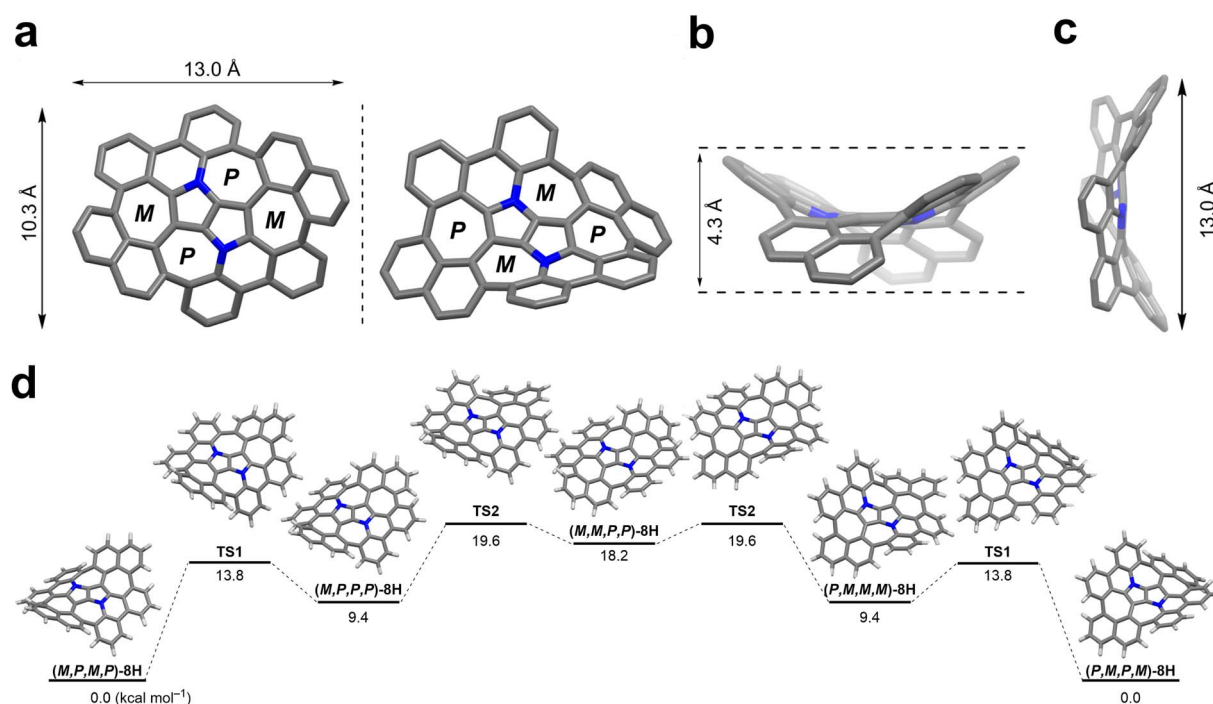 a
b
c
13.0 Å
10.3 Å
P
M
M
P
M
P
P
M
4.3 Å
13.0 Å
d
TS1
13.8
(M,P,P,P)-8H
9.4
TS2
19.6
(M,M,P,P)-8H
18.2
TS2
19.6
(P,M,M,M)-8H
9.4
TS1
13.8
(M,P,M,P)-8H
0.0 (kcal mol⁻¹)
(P,M,P,M)-8H
0.0